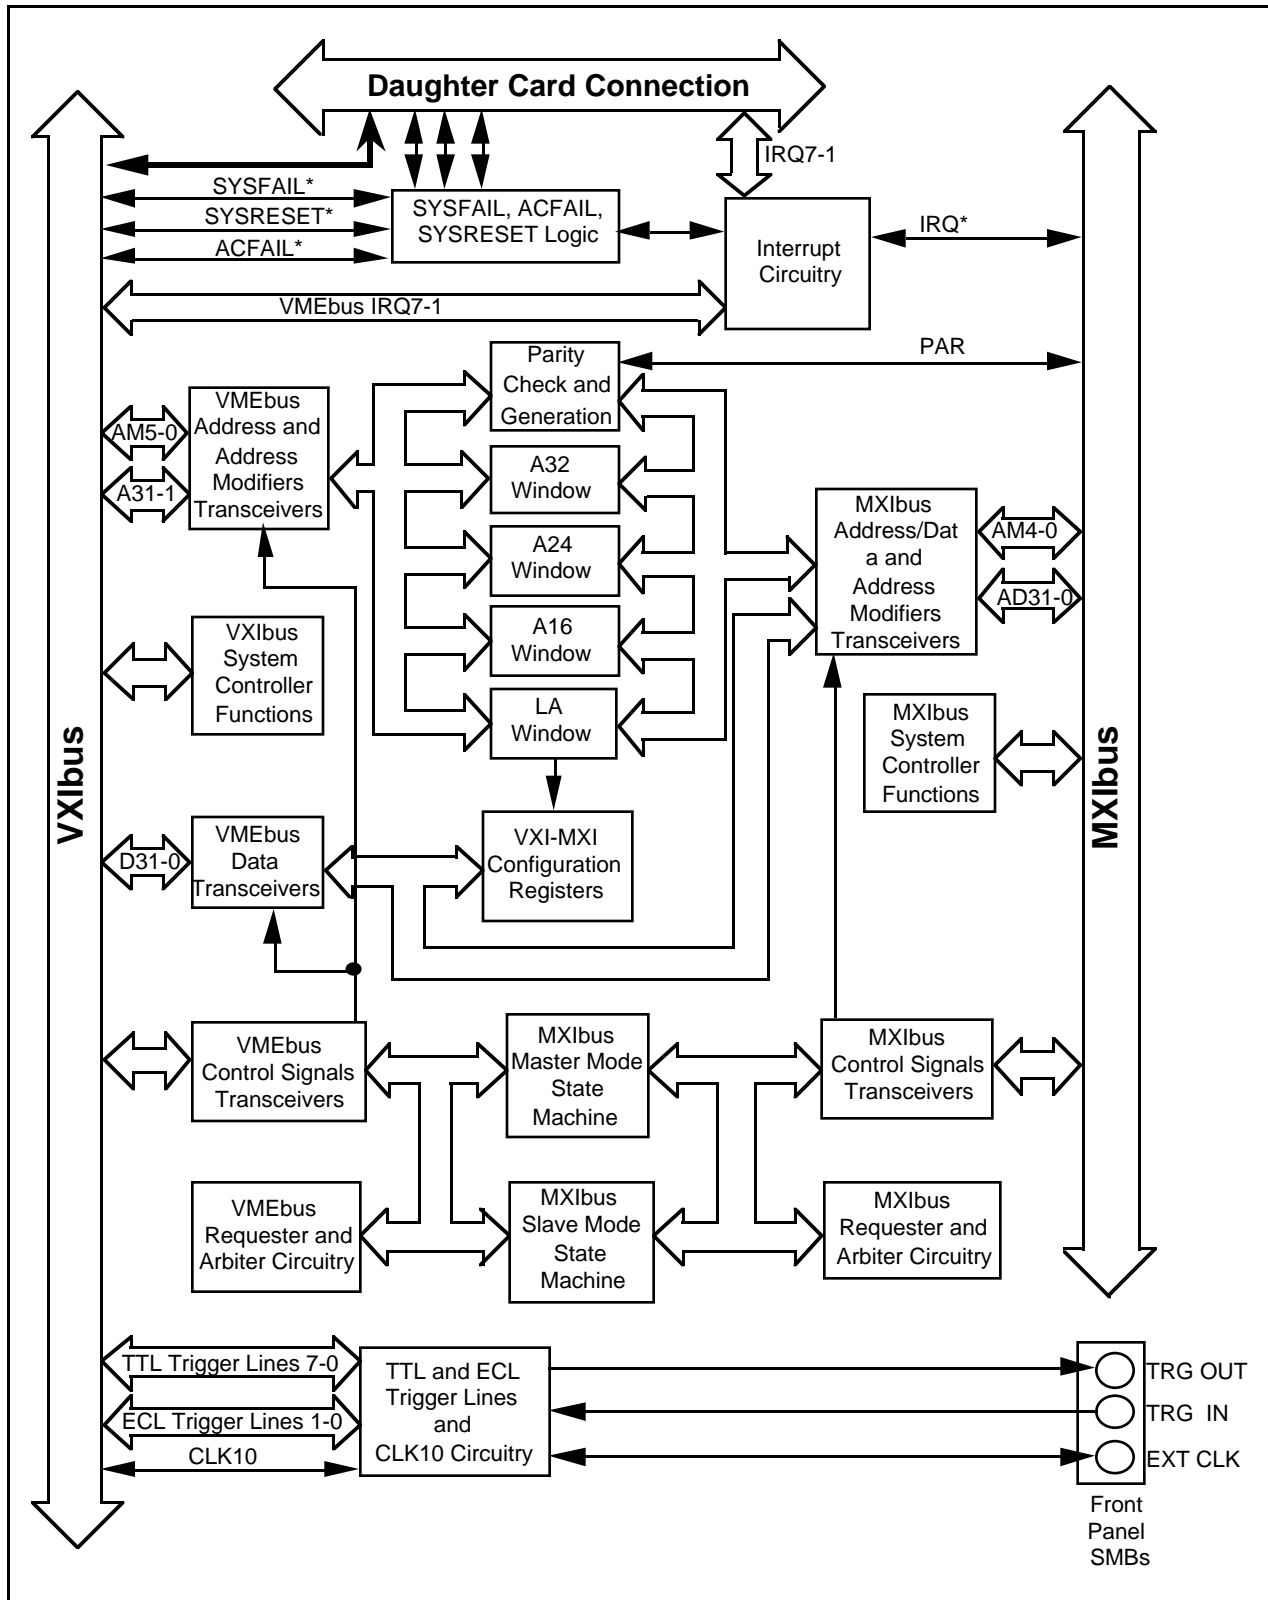 Daughter Card Connection
IRQ7-1
SYSFAIL*
SYSRESET*
ACFAIL*
SYSFAIL, ACFAIL,
SYSRESET Logic
Interrupt
Circuitry
IRQ*
VMEbus IRQ7-1
PAR
Parity
Check and
Generation
VMEbus
Address and
Address
Modifiers
Transceivers
AM5-0
A31-1
A32
Window
A24
Window
A16
Window
LA
Window
MXIbus
Address/Dat
a and
Address
Modifiers
Transceivers
AM4-0
AD31-0
VXIbus
System
Controller
Functions
MXIbus
System
Controller
Functions
VXIbus
MXIbus
D31-0
VMEbus
Data
Transceivers
VXI-MXI
Configuration
Registers
VMEbus
Control Signals
Transceivers
MXIbus
Master Mode
State
Machine
MXIbus
Control Signals
Transceivers
VMEbus
Requester and
Arbiter Circuitry
MXIbus
Slave Mode
State
Machine
MXIbus
Requester and
Arbiter Circuitry
TTL Trigger Lines 7-0
ECL Trigger Lines 1-0
CLK10
TTL and ECL
Trigger Lines
and
CLK10 Circuitry
TRG OUT
TRG IN
EXT CLK
Front
Panel
SMBs